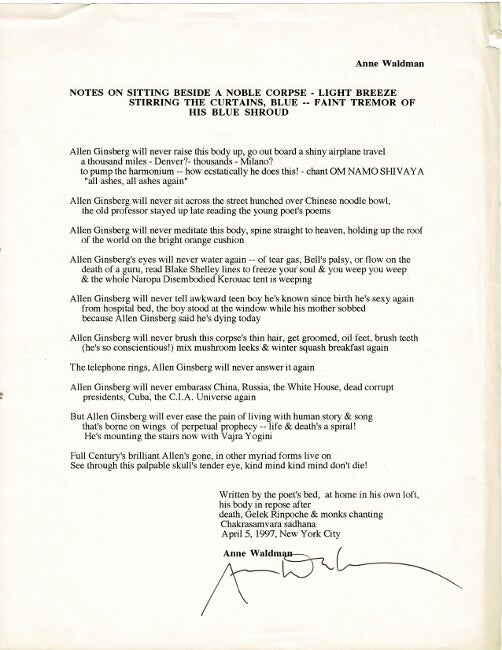 Anne Waldman
NOTES ON SITTING BESIDE A NOBLE CORPSE - LIGHT BREEZE
STIRRING THE CURTAINS, BLUE -- FAINT TREMOR OF
HIS BLUE SHROUD
Allen Ginsberg will never raise this body up, go out board a shiny airplane travel
a thousand miles - Denver?- thousands - Milano?
to pump the harmonium -- how ecstatically he does this! - chant OM NAMO SHIVAYA
"all ashes, all ashes again"
Allen Ginsberg will never sit across the street hunched over Chinese noodle bowl,
the old professor stayed up late reading the young poet's poems
Allen Ginsberg will never meditate this body, spine straight to heaven, holding up the roof
of the world on the bright orange cushion
Allen Ginsberg's eyes will never water again -- of tear gas, Bell's palsy, or flow on the
death of a guru, read Blake Shelley lines to freeze your soul & you weep you weep
& the whole Naropa Disembodied Kerouac tent is weeping
Allen Ginsberg will never tell awkward teen boy he's known since birth he's sexy again
from hospital bed, the boy stood at the window while his mother sobbed
because Allen Ginsberg said he's dying today
Allen Ginsberg will never brush this corpse's thin hair, get groomed, oil feet, brush teeth
(he's so conscientious!) mix mushroom leeks & winter squash breakfast again
The telephone rings, Allen Ginsberg will never answer it again
Allen Ginsberg will never embarass China, Russia, the White House, dead corrupt
presidents, Cuba, the C.I.A. Universe again
But Allen Ginsberg will ever ease the pain of living with human story & song
that's borne on wings of perpetual prophecy -- life & death's a spiral!
He's mounting the stairs now with Vajra Yogini
Full Century's brilliant Allen's gone, in other myriad forms live on
See through this palpable skull's tender eye, kind mind kind mind don't die!
Written by the poet's bed, at home in his own loft,
his body in repose after
death, Gelek Rinpoche & monks chanting
Chakrasamvara sadhana
April 5, 1997, New York City
Anne Waldman